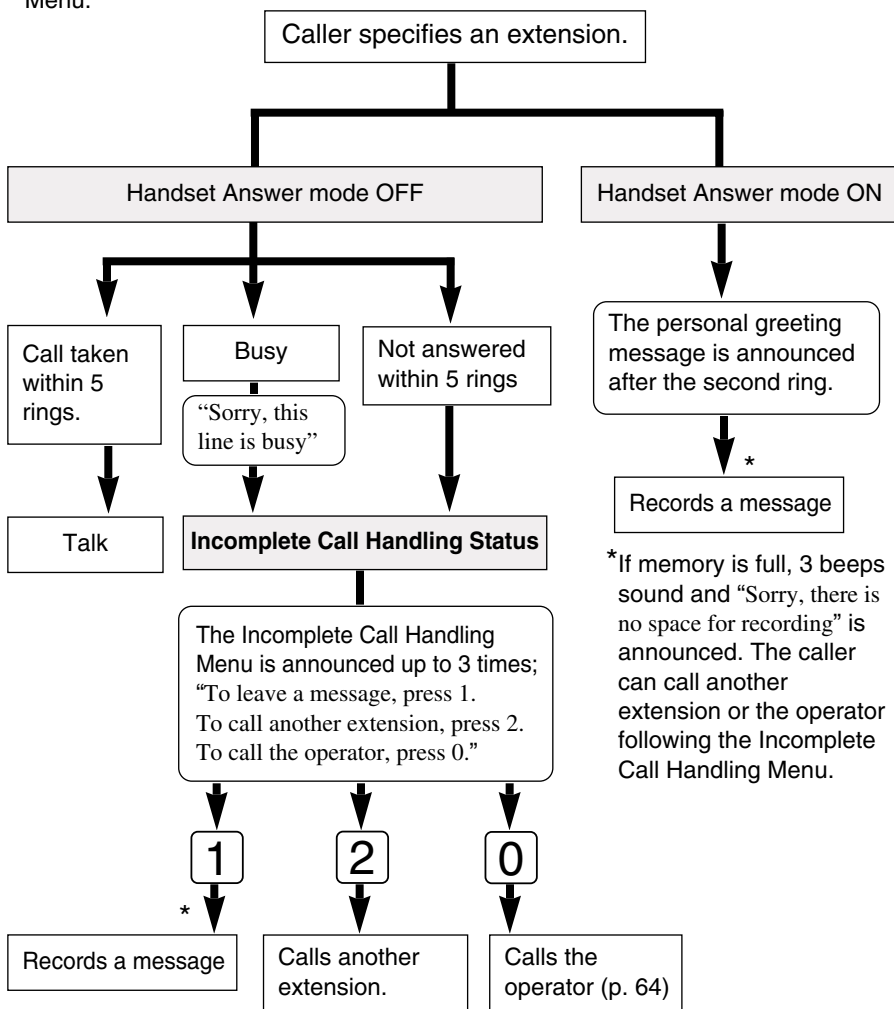 Menu.
Caller specifies an extension.
Handset Answer mode OFF
Handset Answer mode ON
Call taken
within 5
rings.
Busy
Not answered
within 5 rings
“Sorry, this
line is busy”
The personal greeting
message is announced
after the second ring.
*
Talk
Incomplete Call Handling Status
Records a message
*If memory is full, 3 beeps
sound and “Sorry, there is
no space for recording” is
announced. The caller
can call another
extension or the operator
following the Incomplete
Call Handling Menu.
The Incomplete Call Handling
Menu is announced up to 3 times;
“To leave a message, press 1.
To call another extension, press 2.
To call the operator, press 0.”
1
2
0
*
Records a message
Calls another
extension.
Calls the
operator (p. 64)